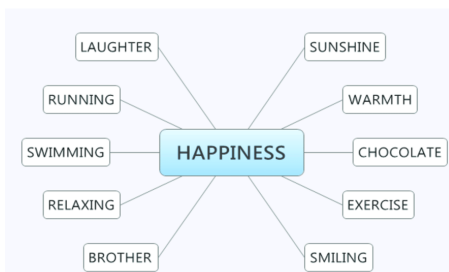 LAUGHTER
SUNSHINE
RUNNING
WARMTH
SWIMMING
HAPPINESS
CHOCOLATE
RELAXING
EXERCISE
BROTHER
SMILING